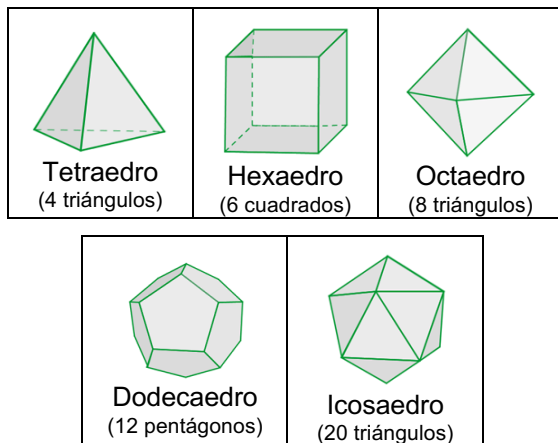 Tetraedro
(4 triángulos)
Hexaedro
(6 cuadrados)
Octaedro
(8 triángulos)
Dodecaedro
(12 pentágonos)
Icosaedro
(20 triángulos)